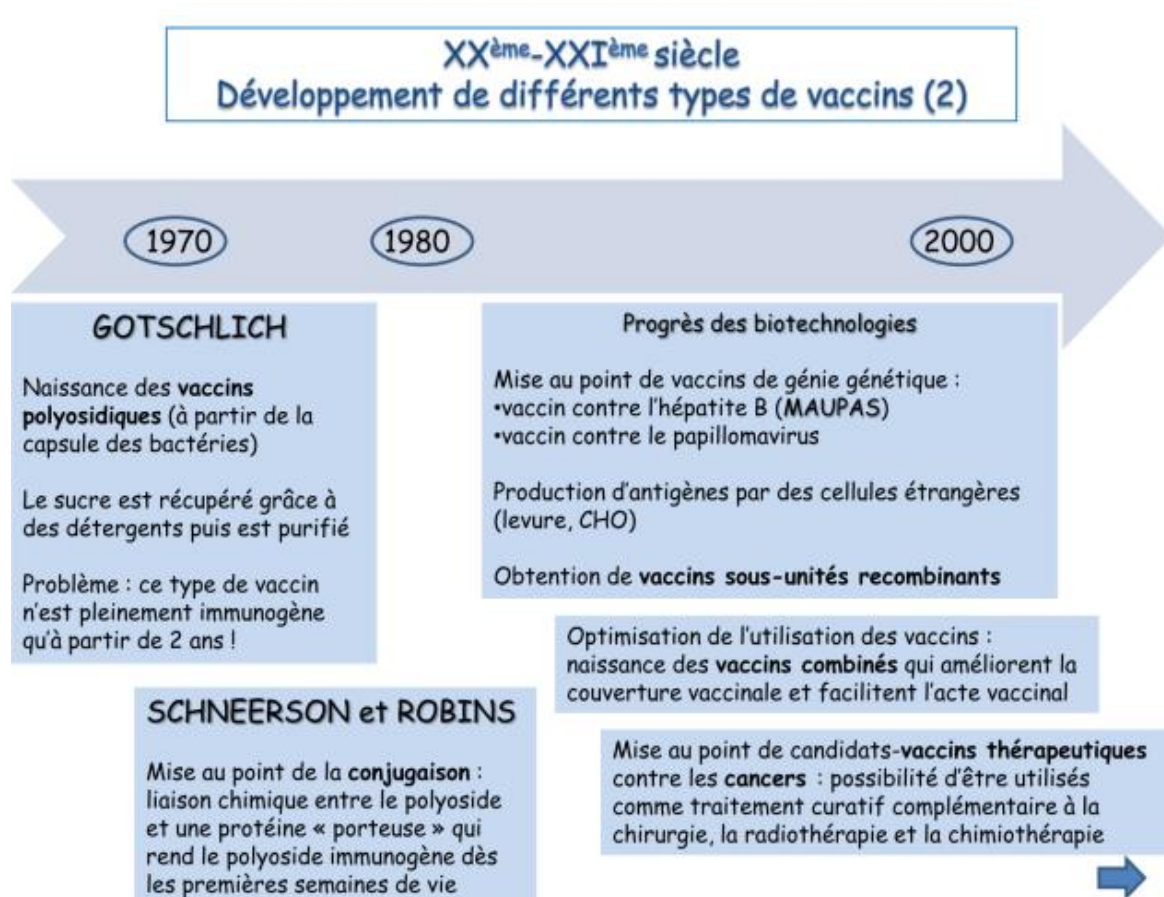 XXème-XXIème siècle
Développement de différents types de vaccins (2)
1970
1980
2000
GOTSCHLICH
Naissance des vaccins
polyosidiques (à partir de la
capsule des bactéries)
Le sucre est récupéré grâce à
des détergents puis est purifié
Problème : ce type de vaccin
n'est pleinement immunogène
qu'à partir de 2 ans !
SCHNEERSON et ROBINS
Mise au point de la conjugaison :
liaison chimique entre le polyoside
et une protéine « porteuse » qui
rend le polyoside immunogène dès
les premières semaines de vie
Progrès des biotechnologies
Mise au point de vaccins de génie génétique :
•vaccin contre l'hépatite B (MAUPAS)
•vaccin contre le papillomavirus
Production d'antigènes par des cellules étrangères
(levure, CHO)
Obtention de vaccins sous-unités recombinants
Optimisation de l'utilisation des vaccins :
naissance des vaccins combinés qui améliorent la
couverture vaccinale et facilitent l'acte vaccinal
Mise au point de candidats-vaccins thérapeutiques
contre les cancers : possibilité d'être utilisés
comme traitement curatif complémentaire à la
chirurgie, la radiothérapie et la chimiothérapie